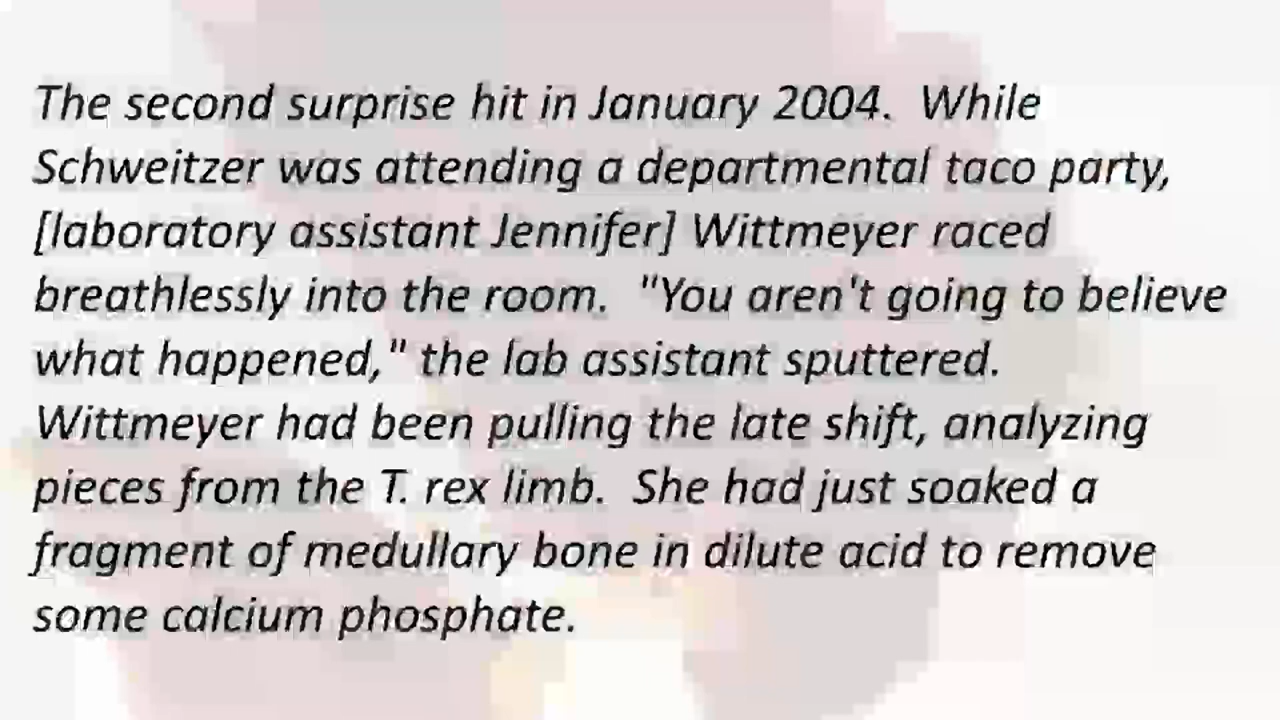 The second surprise hit in January 2004.  While
Schweitzer was attending a departmental taco party,
[laboratory assistant Jennifer] Wittmeyer raced
breathlessly into the room.  "You aren't going to believe
what happened," the lab assistant sputtered.
Wittmeyer had been pulling the late shift, analyzing
pieces from the T. rex limb.  She had just soaked a
fragment of medullary bone in dilute acid to remove
some calcium phosphate.